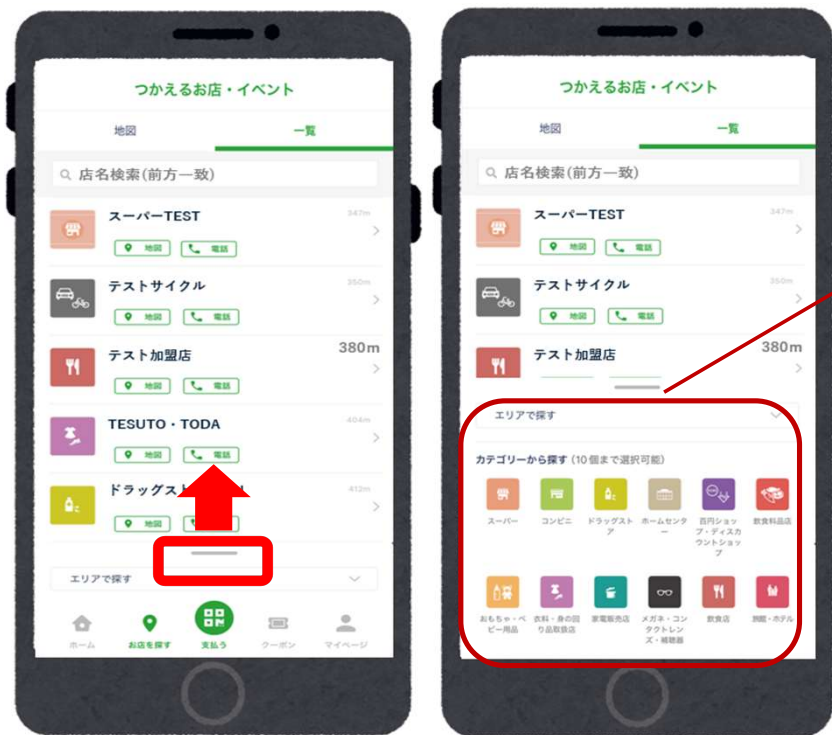 つかえるお店・イベント
地図
一覧
店名検索(前方一致)
スーパーTEST
347m
地図
電話
テストサイクル
350m
地図
電話
テスト加盟店
380m
地図
電話
TESUTO・TODA
404m
地図
電話
ドラッグスト
412m
地図
エリアで探す
ホーム
お店を探す
支払う
クーポン
マイページ
つかえるお店・イベント
地図
一覧
店名検索(前方一致)
スーパーTEST
347m
地図
電話
テストサイクル
350m
地図
電話
テスト加盟店
380m
エリアで探す
カテゴリーから探す(10個まで選択可能)
スーパー
コンビニ
ドラッグスト
ア
ホームセンタ
ー
百円ショッ
プ・ディスカ
ウントショッ
プ
飲食料品店
おもちゃ・ベ
ビー用品
衣料・身の回
り品取扱店
家電販売店
メガネ・コン
タクトレン
ズ・補聴器
飲食店
旅館・ホテル